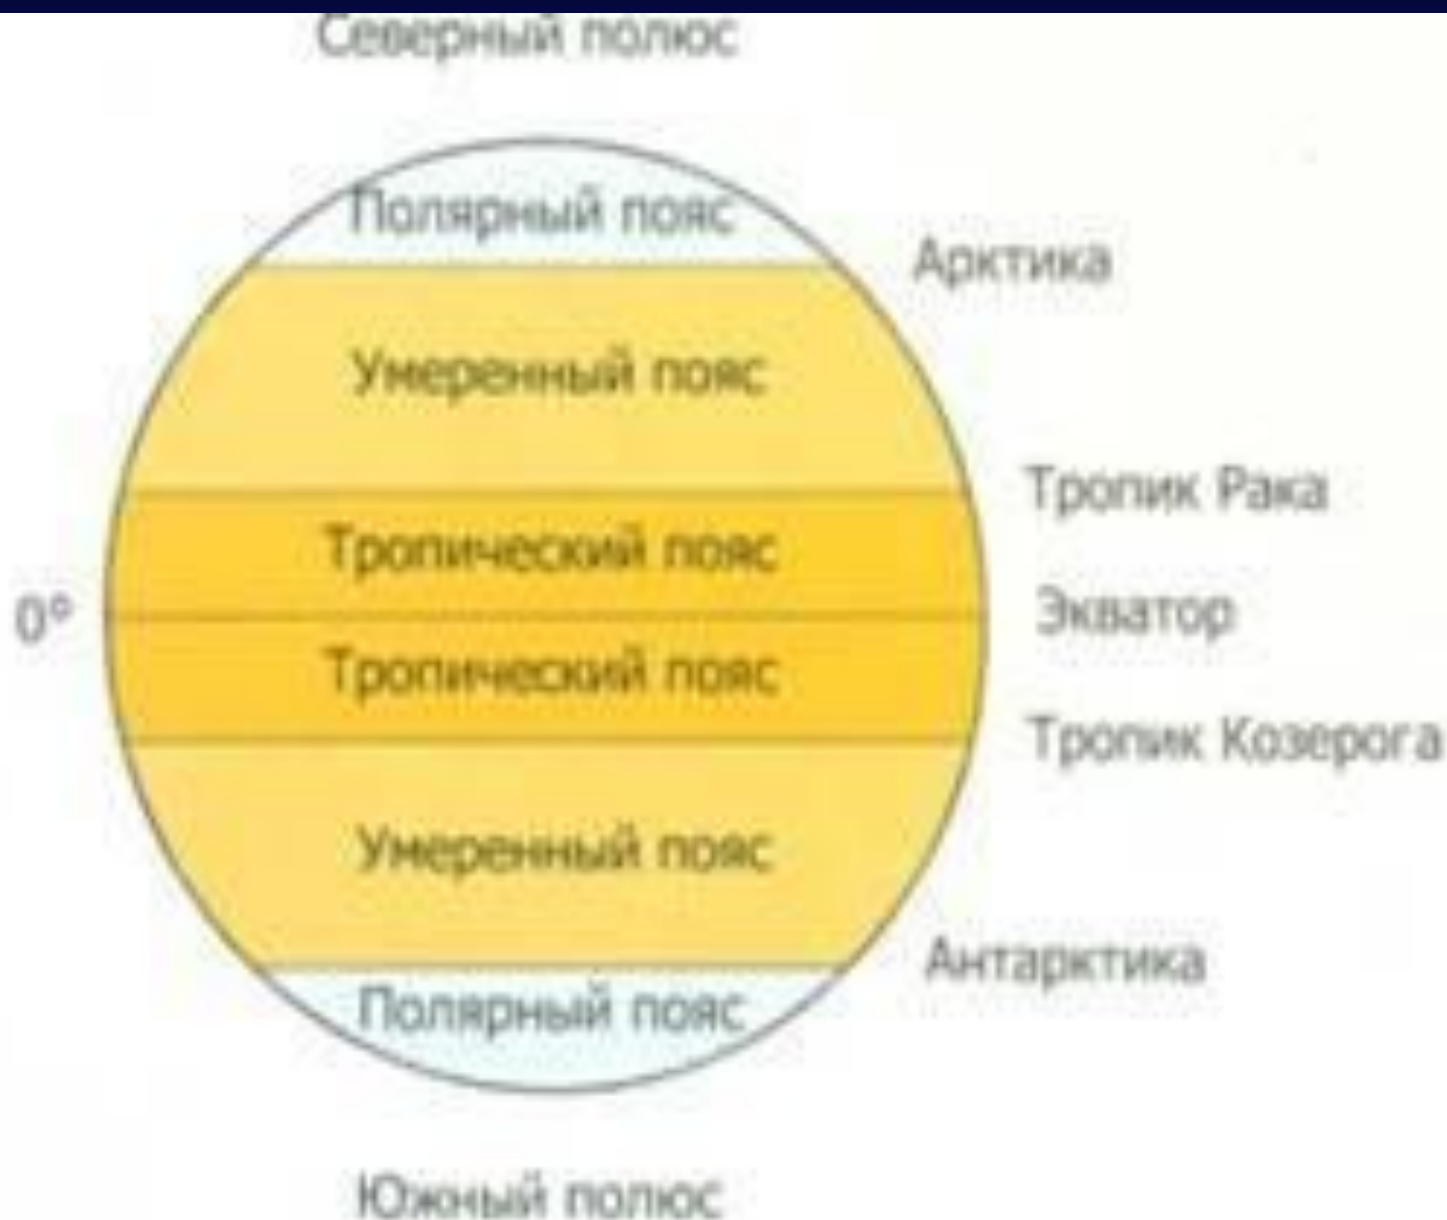 Северный полюс
Полярный пояс
Арктика
Умеренный пояс
Тропик Рака
Тропический пояс
0° Экватор
Тропический пояс
Тропик Козерога
Умеренный пояс
Антарктика
Полярный пояс
Южный полюс